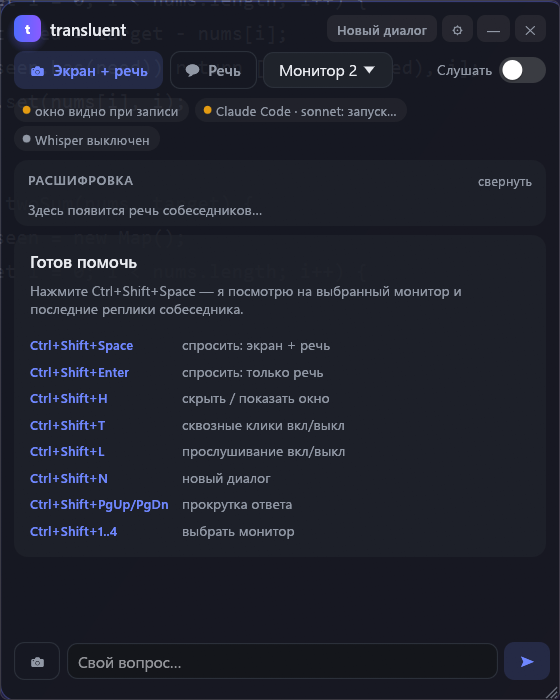 t translucent
Новый диалог
Экран + речь Речь Монитор 2 Слушать
окно видно при записи Claude Code · sonnet: запуск…
Whisper выключен
РАСШИФРОВКА свернуть
Здесь появится речь собеседников…
Готов помочь
Нажмите Ctrl+Shift+Space — я посмотрю на выбранный монитор и
последние реплики собеседника.
Ctrl+Shift+Space спросить: экран + речь
Ctrl+Shift+Enter спросить: только речь
Ctrl+Shift+H скрыть / показать окно
Ctrl+Shift+T сквозные клики вкл/выкл
Ctrl+Shift+L прослушивание вкл/выкл
Ctrl+Shift+N новый диалог
Ctrl+Shift+PgUp/PgDn прокрутка ответа
Ctrl+Shift+1..4 выбрать монитор
Свой вопрос…